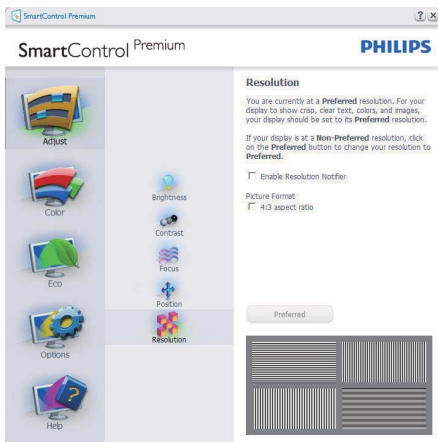 SmartControl Premium
? x
SmartControl Premium
PHILIPS
Adjust
Color
Eco
Options
Help
Brightness
Contrast
Focus
Position
Resolution
Resolution
You are currently at a Preferred resolution. For your
display to show crisp, clear text, colors, and images,
your display should be set to its Preferred resolution.
If your display is at a Non-Preferred resolution, click
on the Preferred button to change your resolution to
Preferred.
Enable Resolution Notifier
Picture Format
4:3 aspect ratio
Preferred